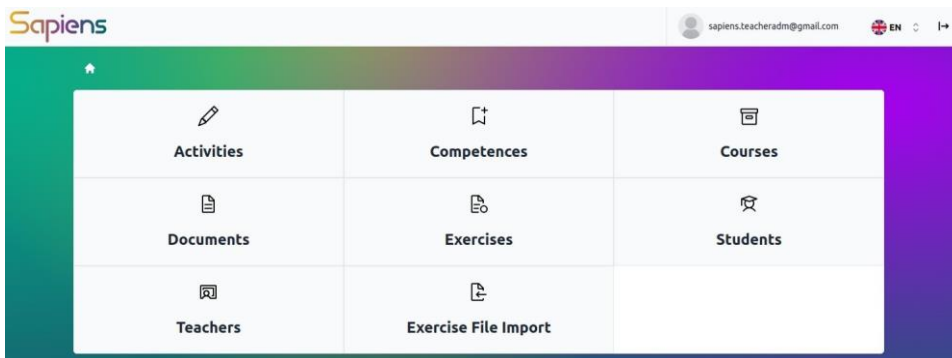 Sapiens
sapiens.teacheradm@gmail.com
EN
Activities
Competences
Courses
Documents
Exercises
Students
Teachers
Exercise File Import